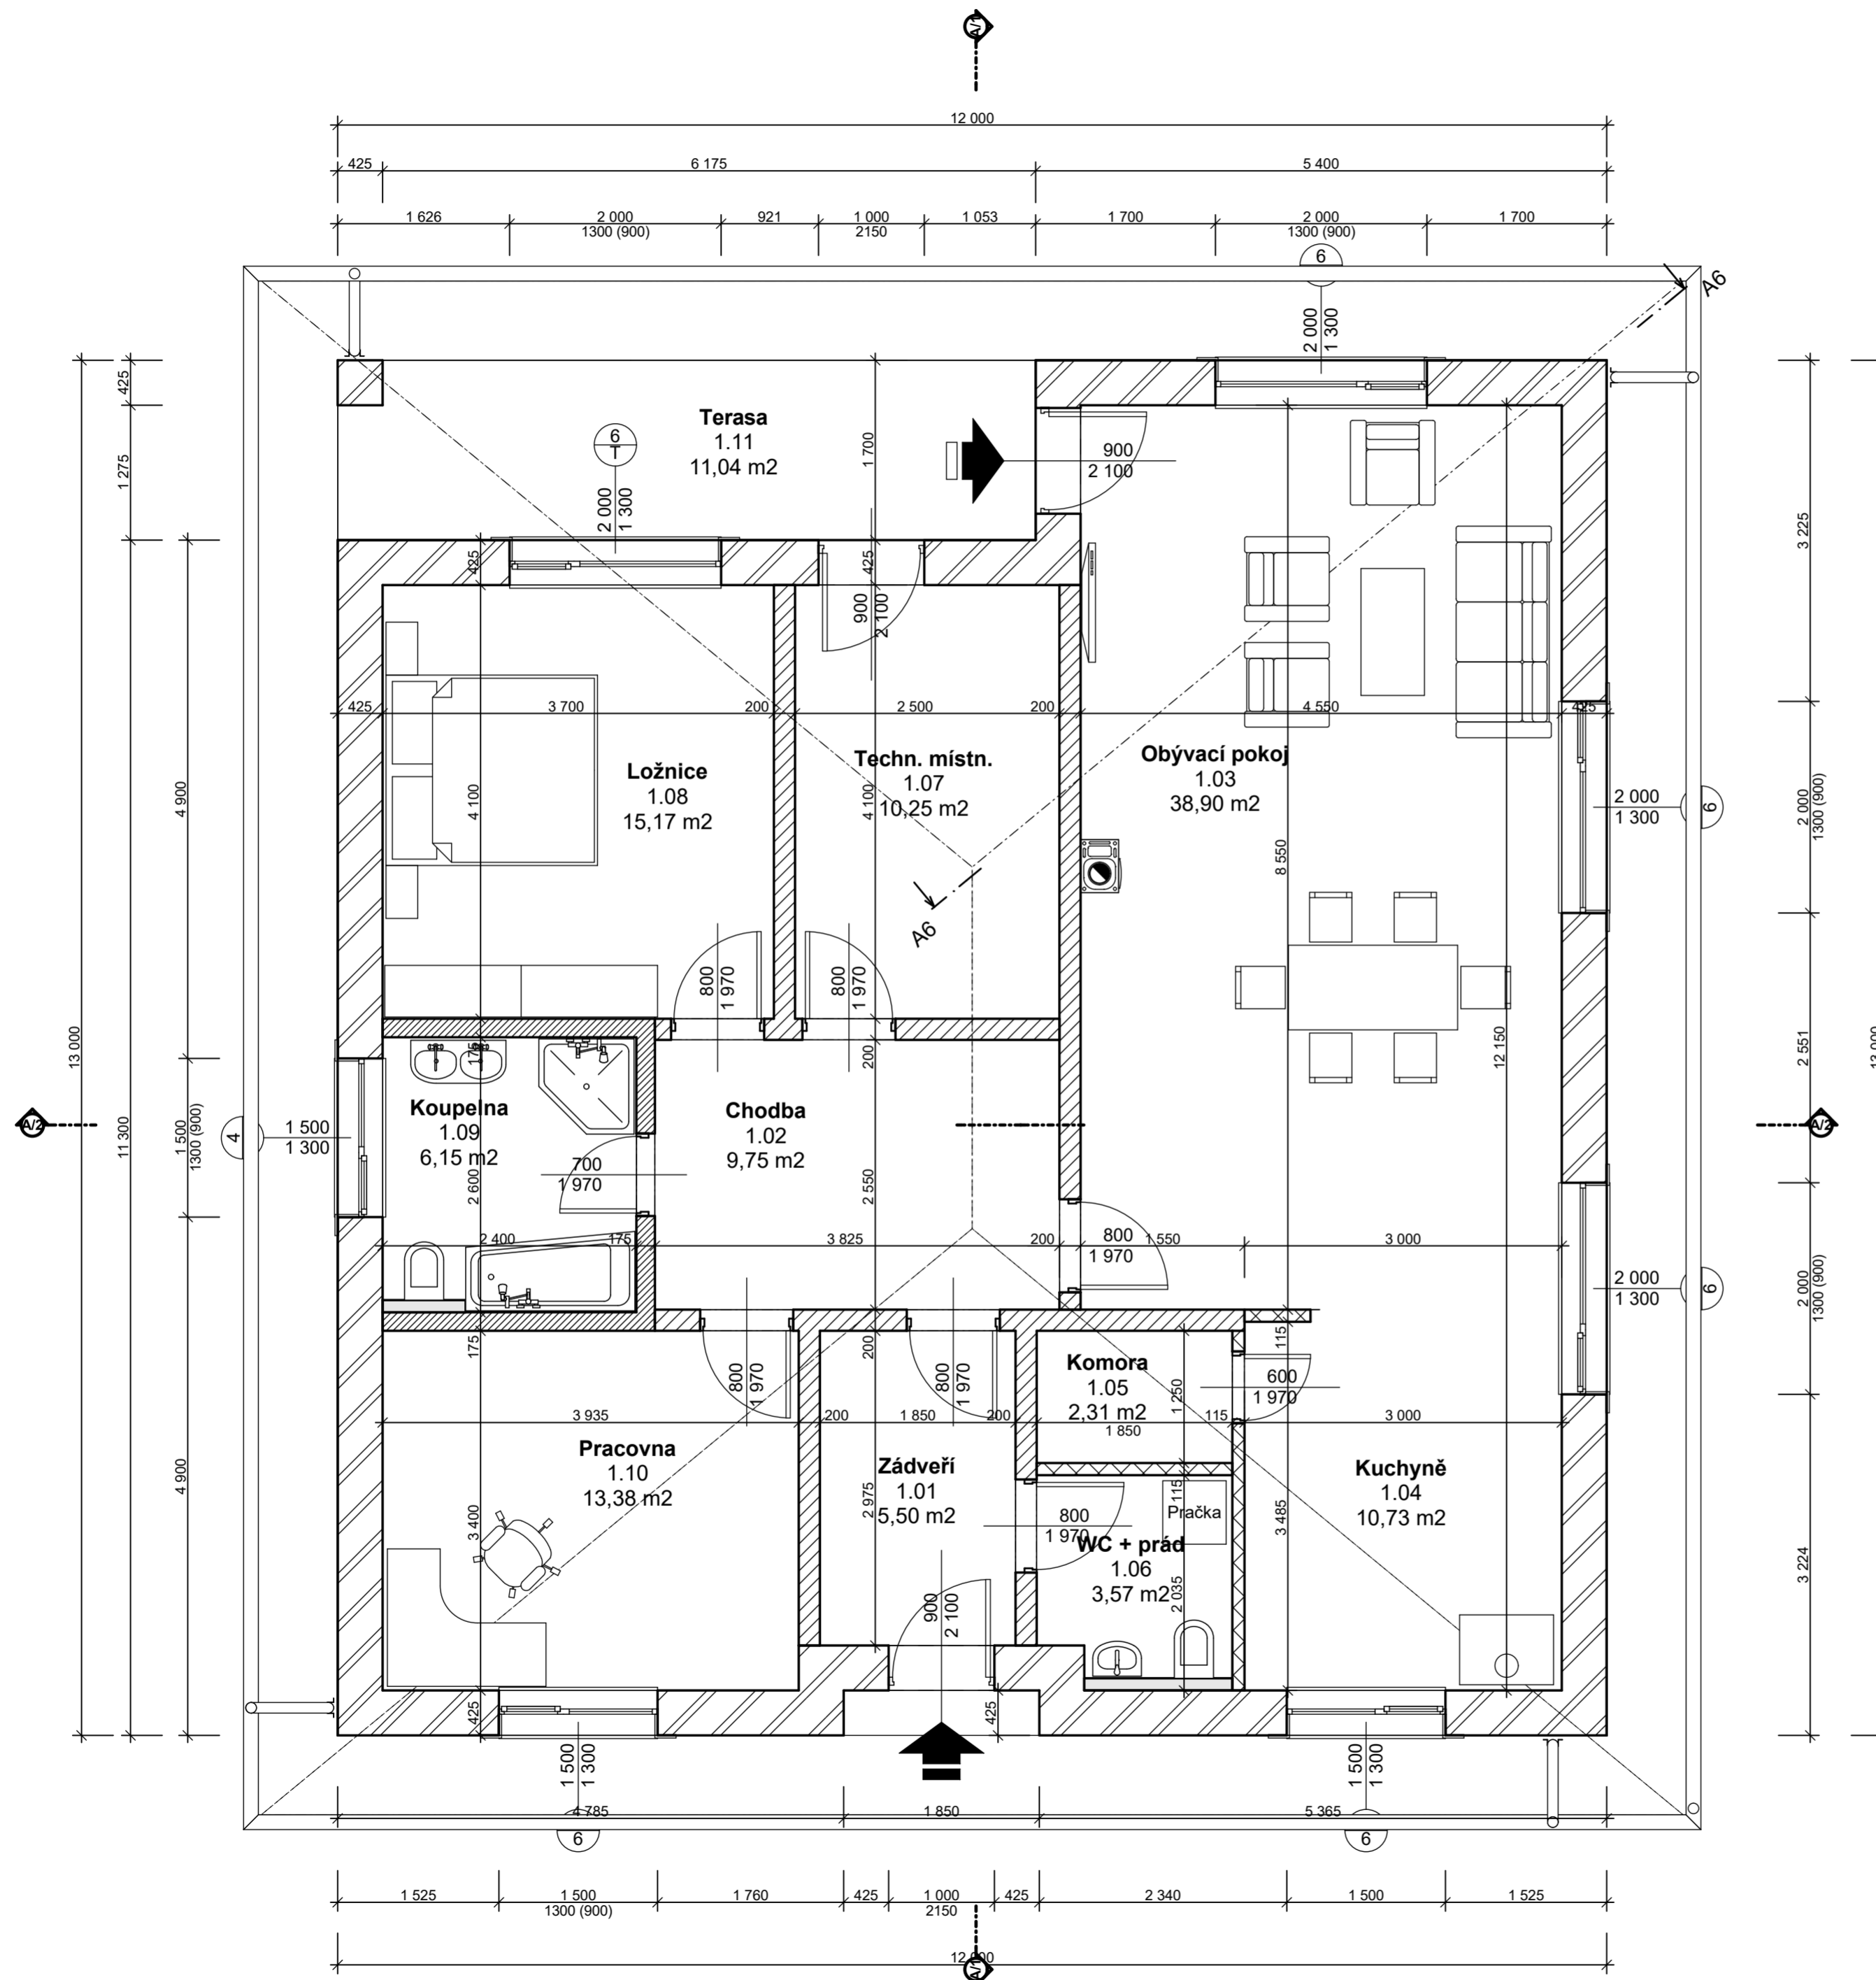 A/1
12 000
425 6 175 5 400
1 626 2 000 921 1 000 1 053 1 700 2 000 1 700
1300 (900) 2150 1300 (900)
6
A6
2 000
1 300
Terasa
1.11
11,04 m2
6
T
2 000
1 300
1 700
900
2 100
425
1 275
425
425
900
2 100
3 225
425 3 700 200 2 500 200 4 550 425
Ložnice
1.08
15,17 m2
4 100
Techn. místn.
1.07
10,25 m2
4 100
Obývací pokoj
1.03
38,90 m2
8 550
4 900
2 000
1 300
6
2 000
1300 (900)
A6
800
1 970
800
1 970
12 150
13 000
11 300
2 551
13 000
175
200
A/2
4
1 500
1 300
1 500
1300 (900)
Koupelna
1.09
6,15 m2
2 600
700
1 970
Chodba
1.02
9,75 m2
2 550
A/2
2 400 175 3 825 200 1 550 3 000
800
1 970
2 000
1 300
6
2 000
1300 (900)
175
200
115
800
1 970
800
1 970
Komora
1.05
2,31 m2
1 250
600
1 970
3 935 200 1 850 200 115 3 000
1 850
Pracovna
1.10
13,38 m2
3 400
Zádveří
1.01
5,50 m2
2 975
115
Pračka
800
1 970
WC + prád
1.06
3,57 m2
2 035
Kuchyně
1.04
10,73 m2
3 485
4 900
3 224
900
2 100
425
425
1 500
1 300
1 500
1 300
4 785 1 850 5 365
6
6
1 525 1 500 1 760 425 1 000 425 2 340 1 500 1 525
1300 (900) 2150
12 000
A/1